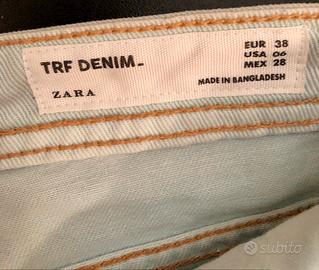 TRF DENIM-
ZARA
EUR 38
USA 06
MEX 28
MADE IN BANGLADESH
subito